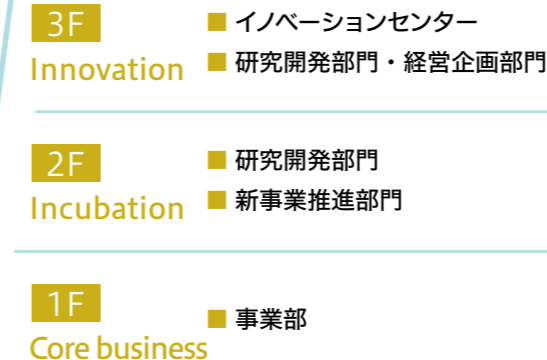 3F
Innovation
■ イノベーションセンター
■ 研究開発部門・経営企画部門
2F
Incubation
■ 研究開発部門
■ 新事業推進部門
1F
Core business
■ 事業部